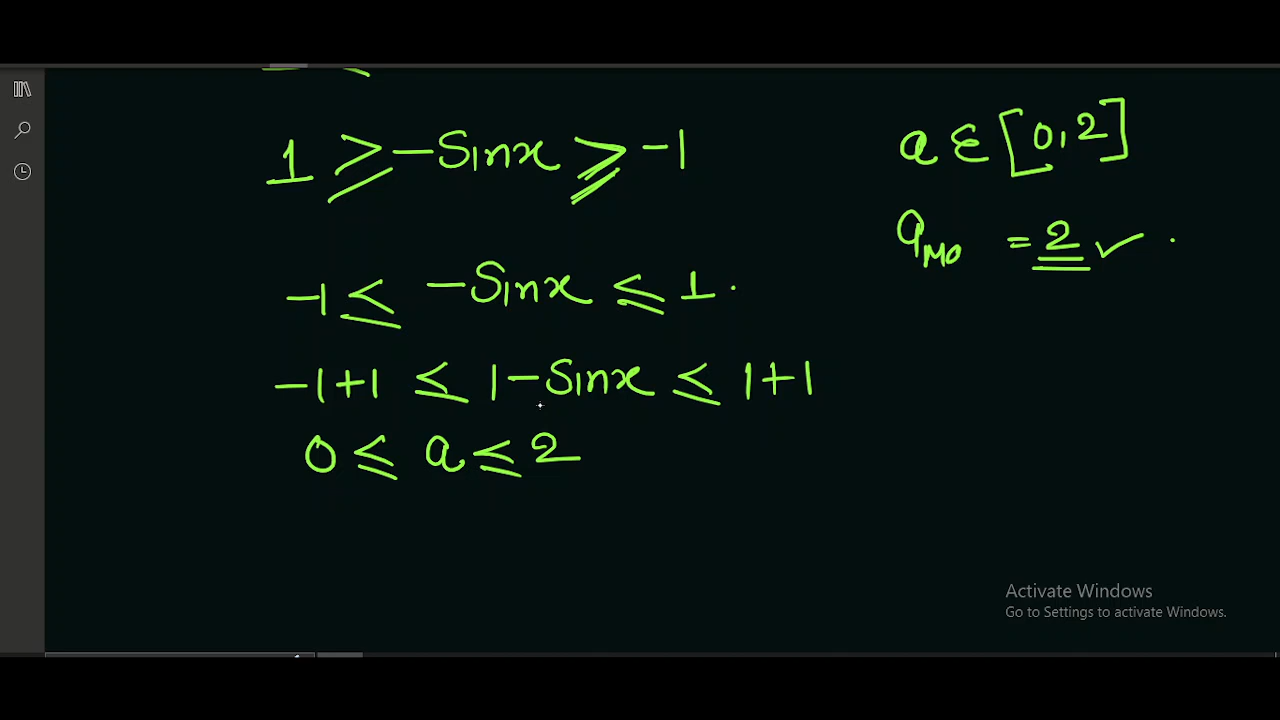 1 ≥ -Sinx ≥ -1
-1 ≤ -Sinx ≤ 1.
-1+1 ≤ 1-Sinx ≤ 1+1
0 ≤ a ≤ 2
a ∈ [0,2]
= 2 ✓ .
Activate Windows
Go to Settings to activate Windows.